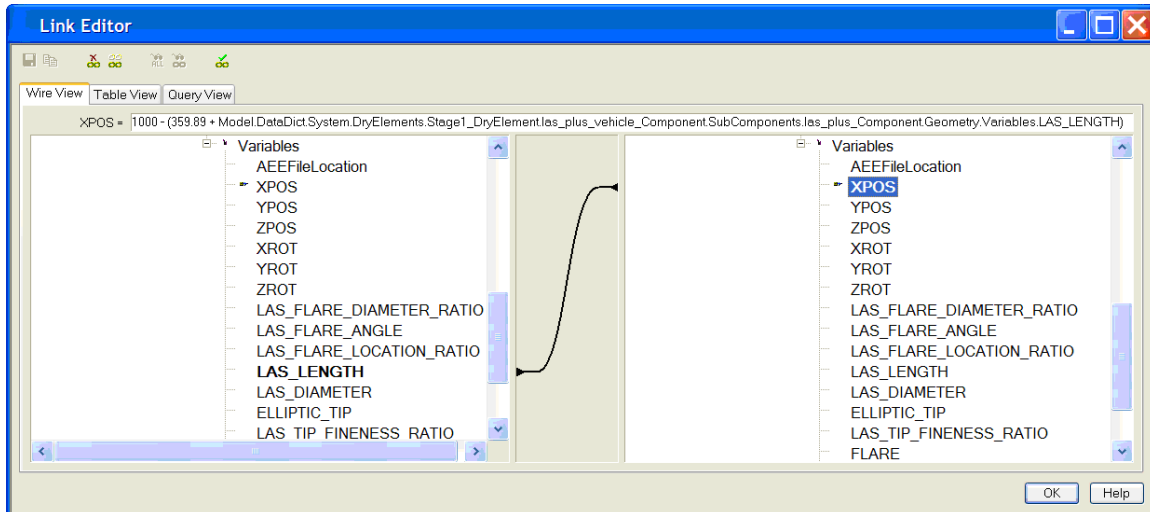 Link Editor
ALL
Wire View Table View Query View
XPOS = 1000 - (359.89 + Model.DataDict.System.DryElements.Stage1_DryElement.las_plus_vehicle_Component.SubComponents.las_plus_Component.Geometry.Variables.LAS_LENGTH)
Variables
AEEFileLocation
XPOS
YPOS
ZPOS
XROT
YROT
ZROT
LAS_FLARE_DIAMETER_RATIO
LAS_FLARE_ANGLE
LAS_FLARE_LOCATION_RATIO
LAS_LENGTH
LAS_DIAMETER
ELLIPTIC_TIP
LAS_TIP_FINENESS_RATIO
Variables
AEEFileLocation
XPOS
YPOS
ZPOS
XROT
YROT
ZROT
LAS_FLARE_DIAMETER_RATIO
LAS_FLARE_ANGLE
LAS_FLARE_LOCATION_RATIO
LAS_LENGTH
LAS_DIAMETER
ELLIPTIC_TIP
LAS_TIP_FINENESS_RATIO
FLARE
OK Help